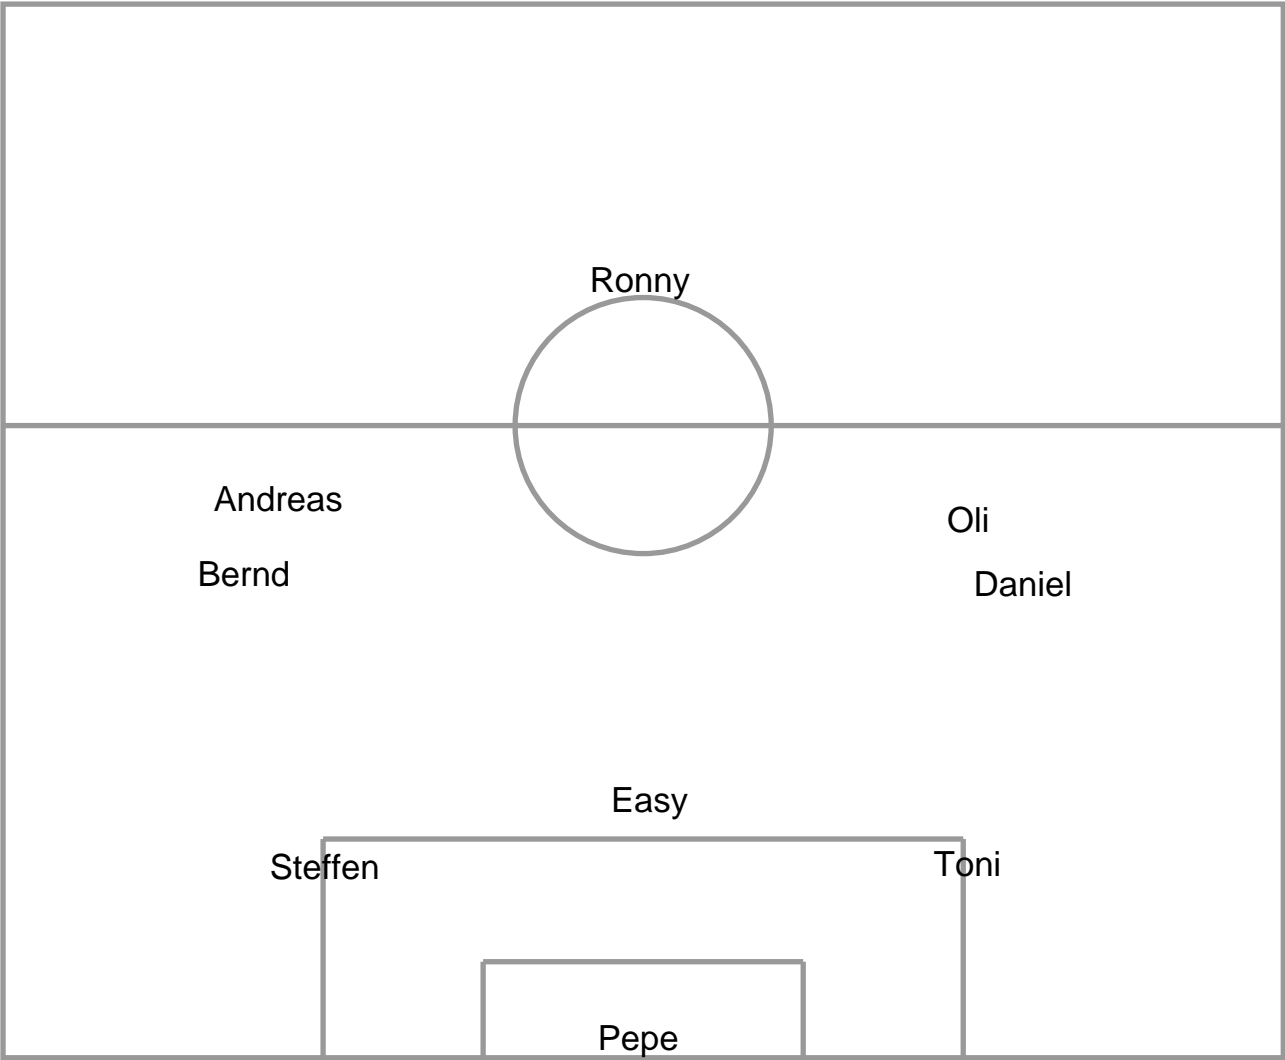 Ronny
Andreas
Oli
Bernd
Daniel
Easy
Steffen
Toni
Pepe